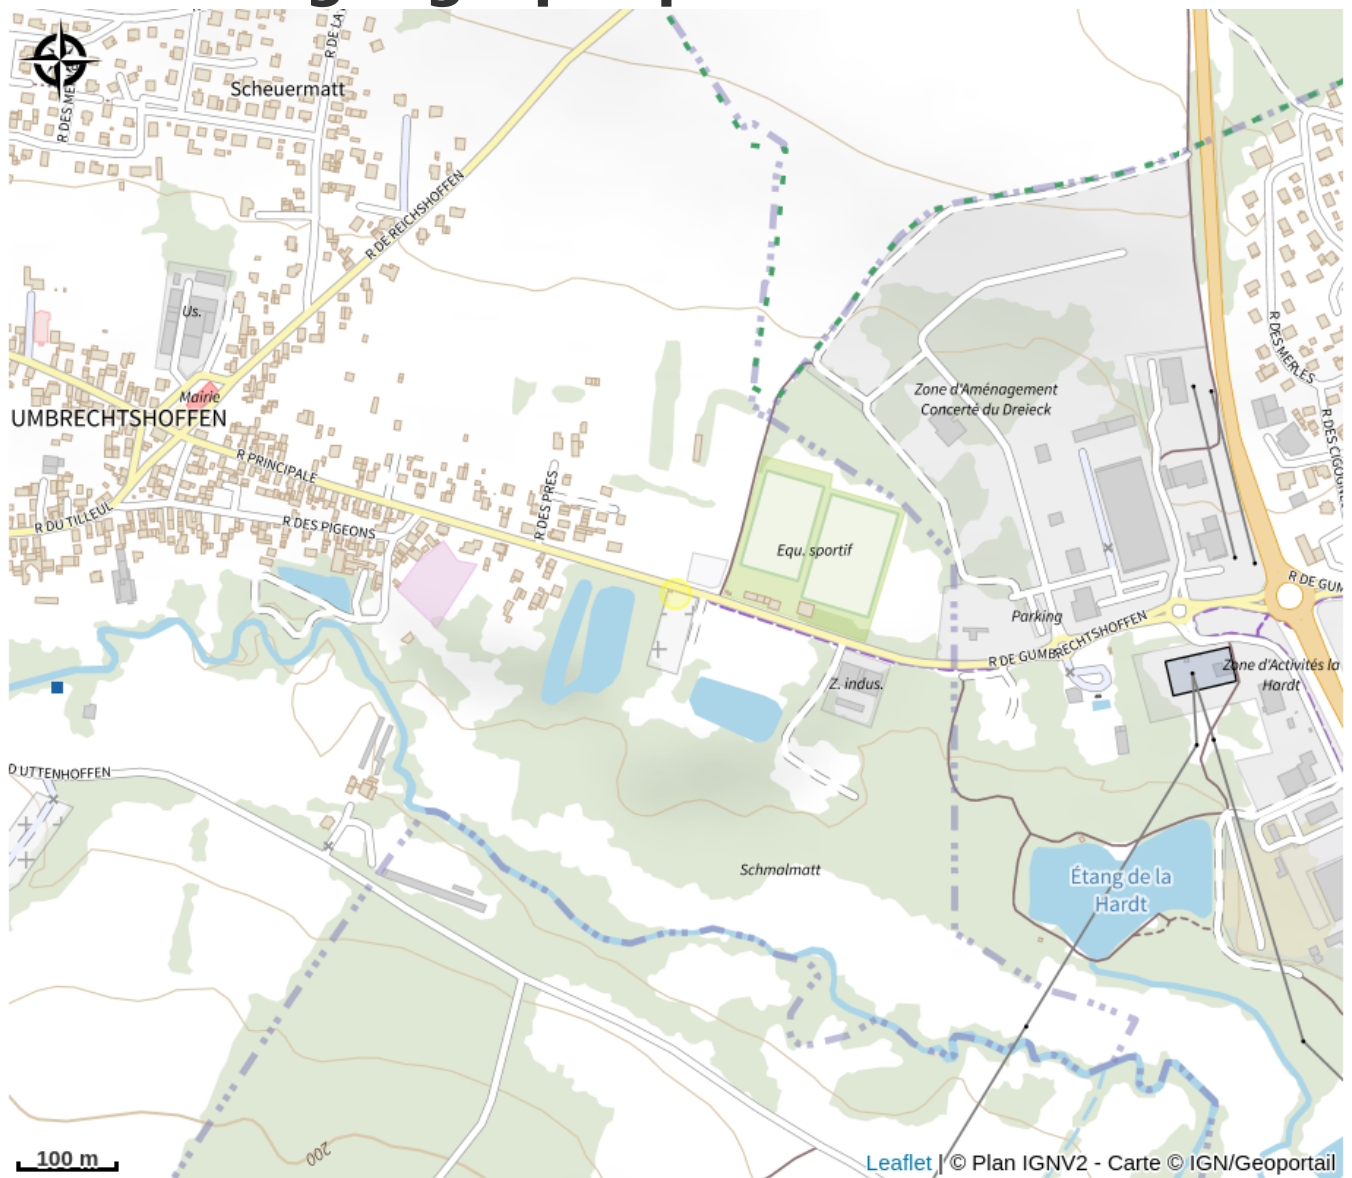 Scheuermatt
R DE LA
R DES ME
R DE REICHSHOFFEN
Us.
Mairie
UMBRECHTSHOFFEN
R PRINCIPALE
R DU TILLEUL
R DES PIGEONS
R DES PRES
Zone d'Aménagement
Concerté du Dreieck
R DES MERLES
R DES CIGOGNE
Equ. sportif
Parking
R DE GUMBRECHTSHOFFEN
R DE GUM
Z. indus.
Zone d'Activités la
Hardt
D UTTENHOFFEN
Schmalmatt
Étang de la
Hardt
200
100 m
Leaflet | © Plan IGNV2 - Carte © IGN/Geoportail